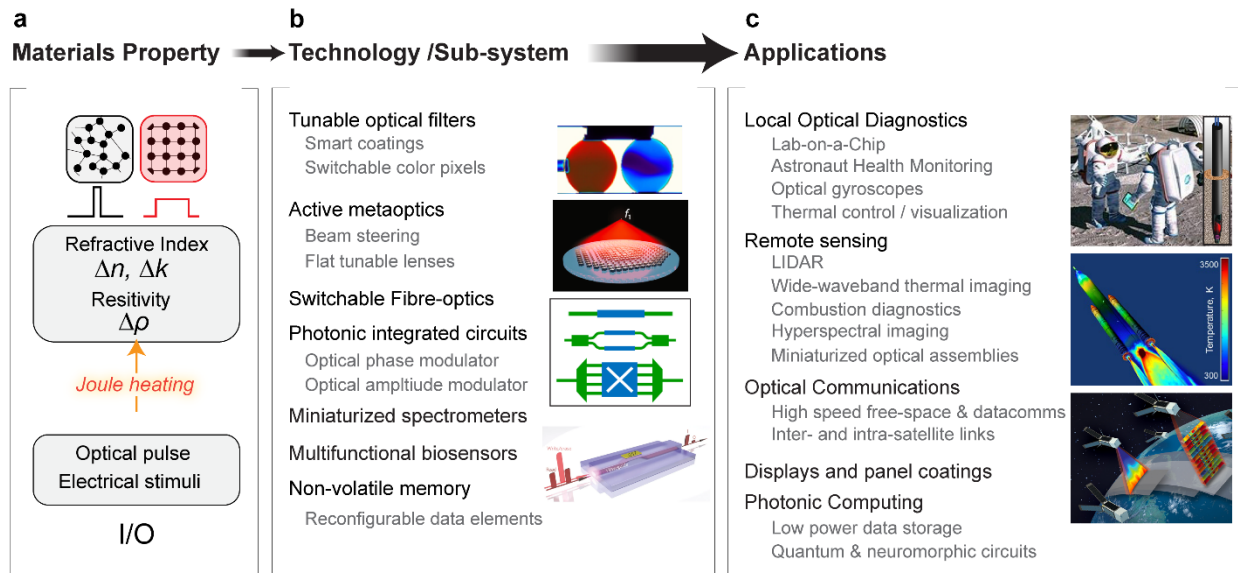 a
Materials Property
Refractive Index
Δn, Δk
Resitivity
Δρ
Joule heating
Optical pulse
Electrical stimuli
I/O
b
Technology /Sub-system
Tunable optical filters
Smart coatings
Switchable color pixels
Active metaoptics
Beam steering
Flat tunable lenses
f1
Switchable Fibre-optics
Photonic integrated circuits
Optical phase modulator
Optical ampltiude modulator
Miniaturized spectrometers
Multifunctional biosensors
Non-volatile memory
Reconfigurable data elements
c
Applications
Local Optical Diagnostics
Lab-on-a-Chip
Astronaut Health Monitoring
Optical gyroscopes
Thermal control / visualization
Remote sensing
LIDAR
Wide-waveband thermal imaging
Combustion diagnostics
Hyperspectral imaging
Miniaturized optical assemblies
3500
Temperature, K
300
Optical Communications
High speed free-space & datacomms
Inter- and intra-satellite links
Displays and panel coatings
Photonic Computing
Low power data storage
Quantum & neuromorphic circuits